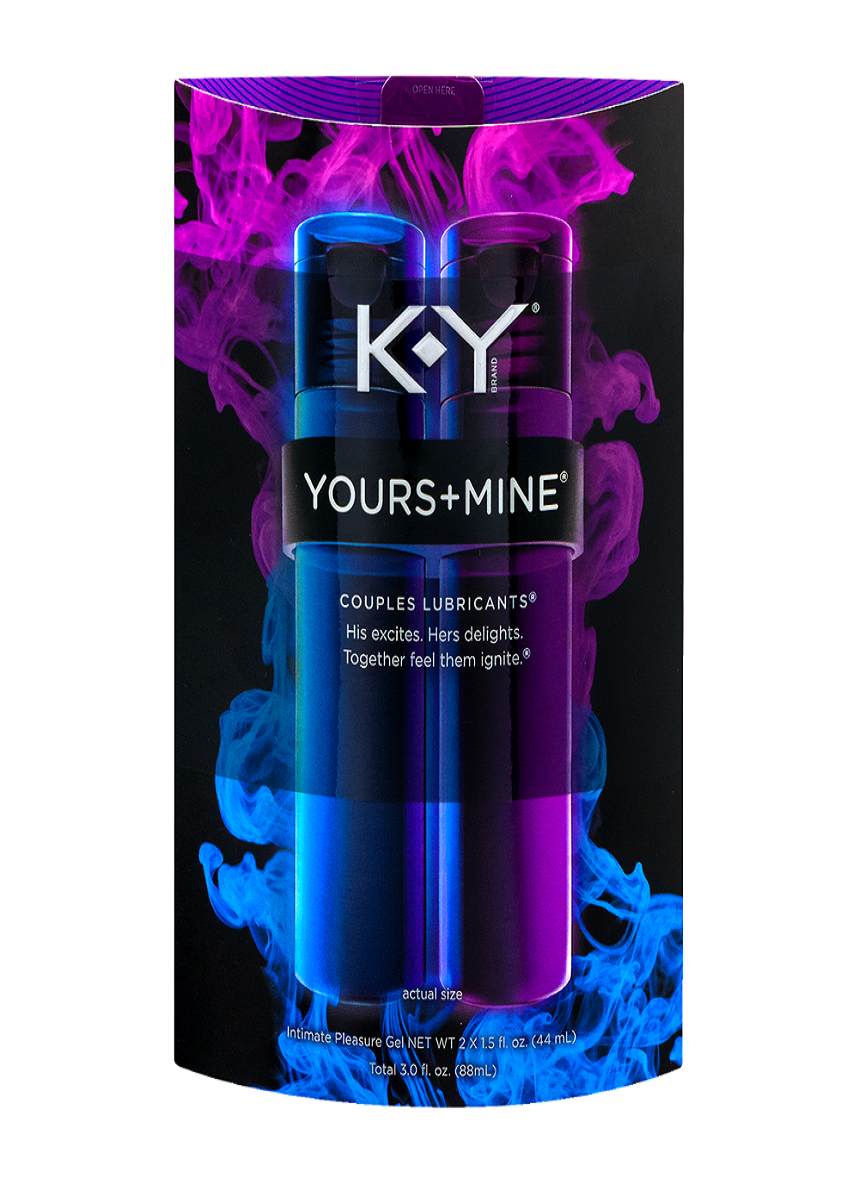 OPEN HERE
K·Y®
BRAND
YOURS+MINE®
COUPLES LUBRICANTS®
His excites. Hers delights.
Together feel them ignite.®
actual size
Intimate Pleasure Gel NET WT 2 X 1.5 fl. oz. (44 mL)
Total 3.0 fl. oz. (88mL)